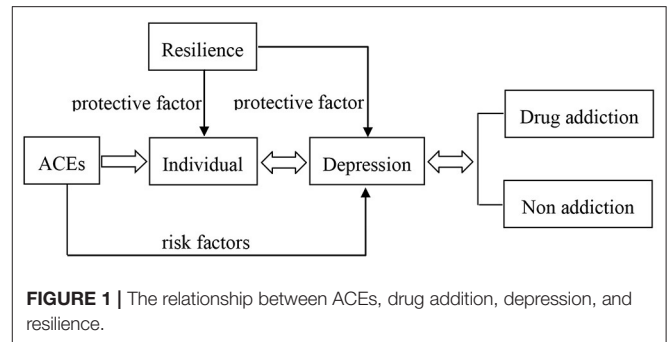 Resilience
protective factor
protective factor
Drug addiction
ACEs
Individual
Depression
Non addiction
risk factors
FIGURE 1 | The relationship between ACEs, drug addition, depression, and
resilience.